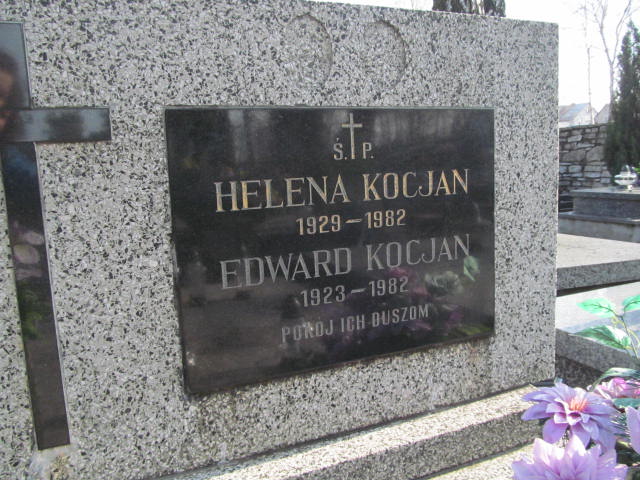 Ś.†P.
HELENA KOCJAN
1929-1982
EDWARD KOCJAN
1923-1982
POKÓJ ICH DUSZOM